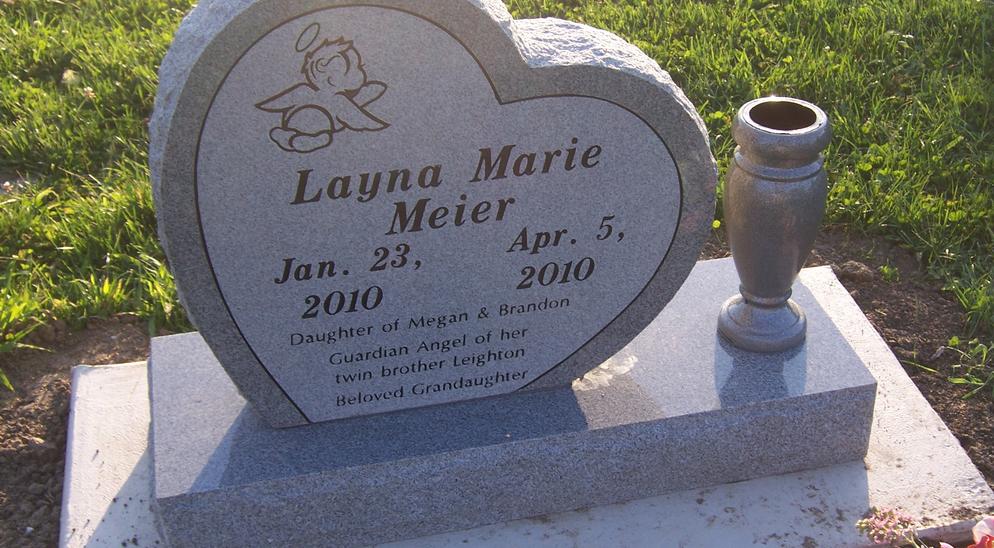 Layna Marie
Meier
Jan. 23, 2010
Apr. 5, 2010
Daughter of Megan & Brandon
Guardian Angel of her
twin brother Leighton
Beloved Grandaughter